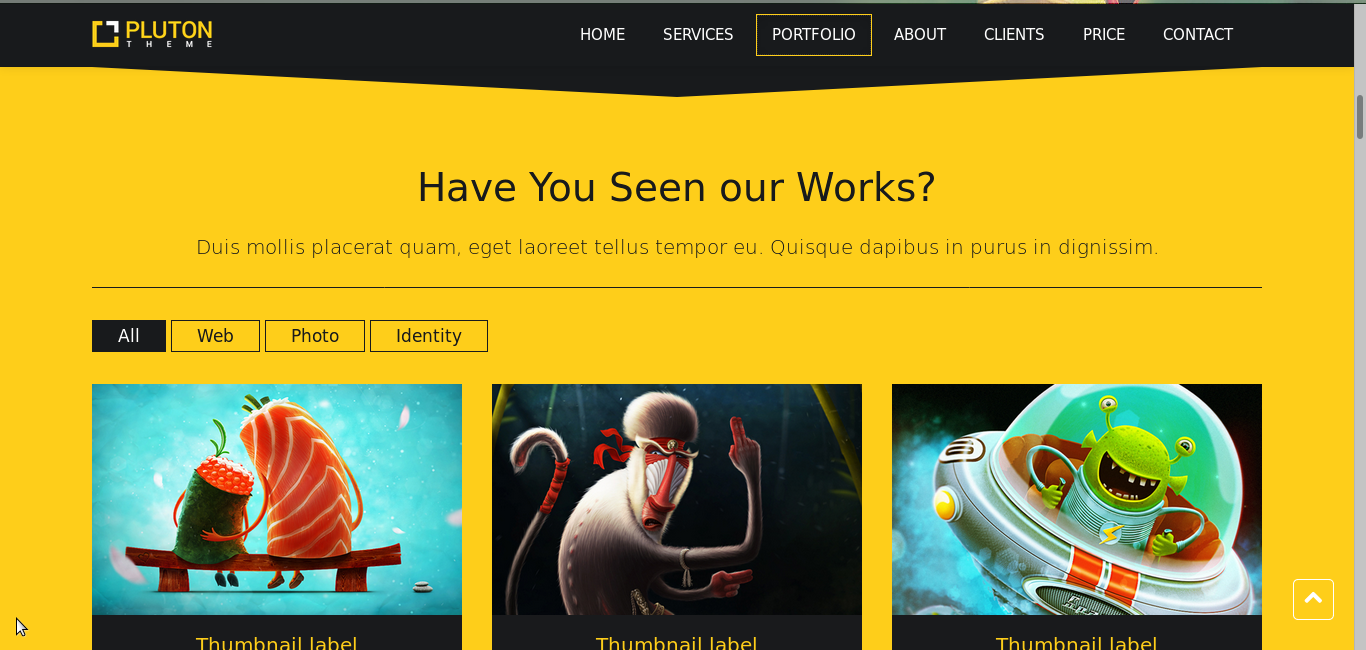 PLUTON
THEME
HOME SERVICES PORTFOLIO ABOUT CLIENTS PRICE CONTACT
Have You Seen our Works?
Duis mollis placerat quam, eget laoreet tellus tempor eu. Quisque dapibus in purus in dignissim.
All Web Photo Identity
Thumbnail label Thumbnail label Thumbnail label